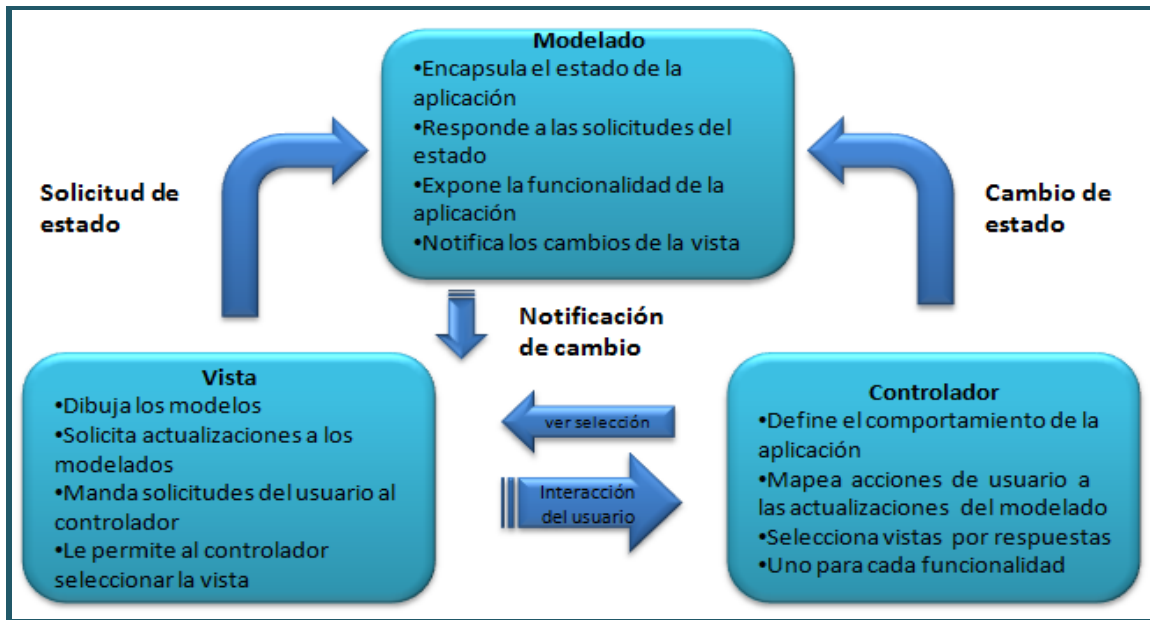 Modelado
•Encapsula el estado de la
aplicación
•Responde a las solicitudes del
estado
•Expone la funcionalidad de la
aplicación
•Notifica los cambios de la vista
Solicitud de
estado
Cambio de
estado
Notificación
de cambio
Vista
•Dibuja los modelos
•Solicita actualizaciones a los
modelados
•Manda solicitudes del usuario al
controlador
•Le permite al controlador
seleccionar la vista
ver selección
Interacción
del usuario
Controlador
•Define el comportamiento de la
aplicación
•Mapea acciones de usuario a
las actualizaciones del modelado
•Selecciona vistas por respuestas
•Uno para cada funcionalidad